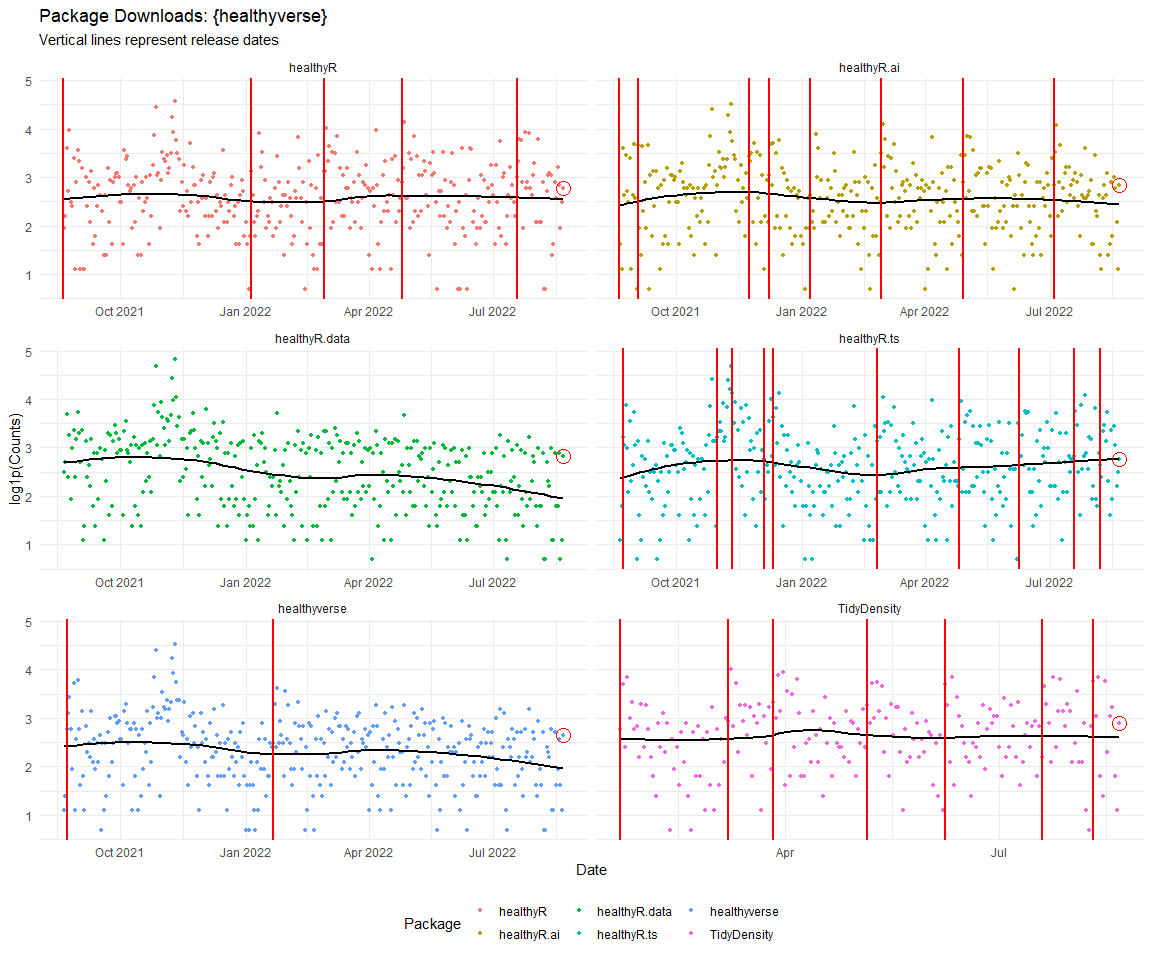 Package Downloads: {healthyverse}
Vertical lines represent release dates
healthyR
healthyR.ai
5
4
3
2
1
Oct 2021 Jan 2022 Apr 2022 Jul 2022
Oct 2021 Jan 2022 Apr 2022 Jul 2022
healthyR.data
healthyR.ts
5
4
3
2
1
log1p(Counts)
Oct 2021 Jan 2022 Apr 2022 Jul 2022
Oct 2021 Jan 2022 Apr 2022 Jul 2022
healthyverse
TidyDensity
5
4
3
2
1
Oct 2021 Jan 2022 Apr 2022 Jul 2022
Apr Jul
Date
Package
healthyR healthyR.data healthyverse
healthyR.ai healthyR.ts TidyDensity